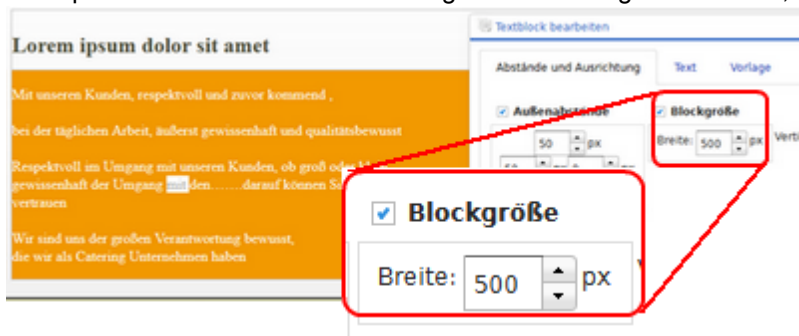 Lorem ipsum dolor sit amet
Mit unseren Kunden, respektvoll und zuvor kommend ,
bei der täglichen Arbeit, äußerst gewissenhaft und qualitätsbewusst
Respektvoll im Umgang mit unseren Kunden, ob groß oder
gewissenhaft der Umgang mit den........darauf können
vertrauen
Wir sind uns der großen Verantwortung bewusst,
die wir als Catering Unternehmen haben
Textblock bearbeiten
Abstände und Ausrichtung Text Vorlage
Außenabstände Blockgröße
50 px Breite: 500 px
Blockgröße
Breite: 500 px